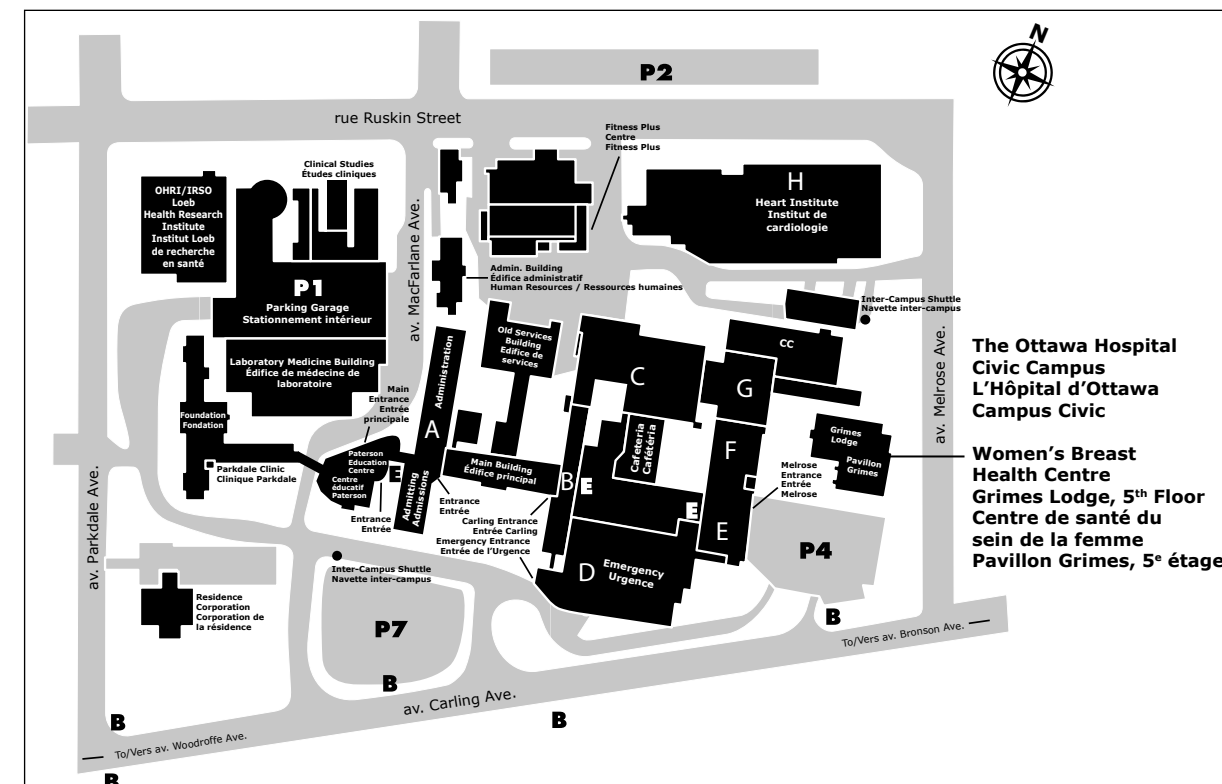 N
P2
rue Ruskin Street
Fitness Plus
Centre
Fitness Plus
Clinical Studies
Études cliniques
OHRI/IRSO
Loeb
Health Research
Institute
Institut Loeb
de recherche
en santé
H
Heart Institute
Institut de
cardiologie
av. MacFarlane Ave.
Admin. Building
Édifice administratif
Human Resources / Ressources humaines
P1
Parking Garage
Stationnement intérieur
Inter-Campus Shuttle
Navette inter-campus
Old Services
Building
Edifice de
services
Administration
A
Admitting
Admissions
C
CC
G
Laboratory Medicine Building
Édifice de médecine de
laboratoire
Main
Entrance
Entrée
principale
Foundation
Fondation
Parkdale Clinic
Clinique Parkdale
Paterson
Education
Centre
Centre
éducatif
Paterson
E
Entrance
Entrée
Main Building
Édifice principal
Entrance
Entrée
B
E
Cafeteria
Cafétéria
F
E
E
Melrose
Entrance
Entrée
Melrose
Grimes
Lodge
Pavillon
Grimes
av. Melrose Ave.
The Ottawa Hospital
Civic Campus
L'Hôpital d'Ottawa
Campus Civic
Women's Breast
Health Centre
Grimes Lodge, 5th Floor
Centre de santé du
sein de la femme
Pavillon Grimes, 5e étage
Carling Entrance
Entrée Carling
Emergency Entrance
Entrée de l'Urgence
D
Emergency
Urgence
P4
av. Parkdale Ave.
Inter-Campus Shuttle
Navette inter-campus
Residence
Corporation
Corporation de
la résidence
P7
B
B
B
B
B
av. Carling Ave.
To/Vers av. Bronson Ave.
To/Vers av. Woodroffe Ave.